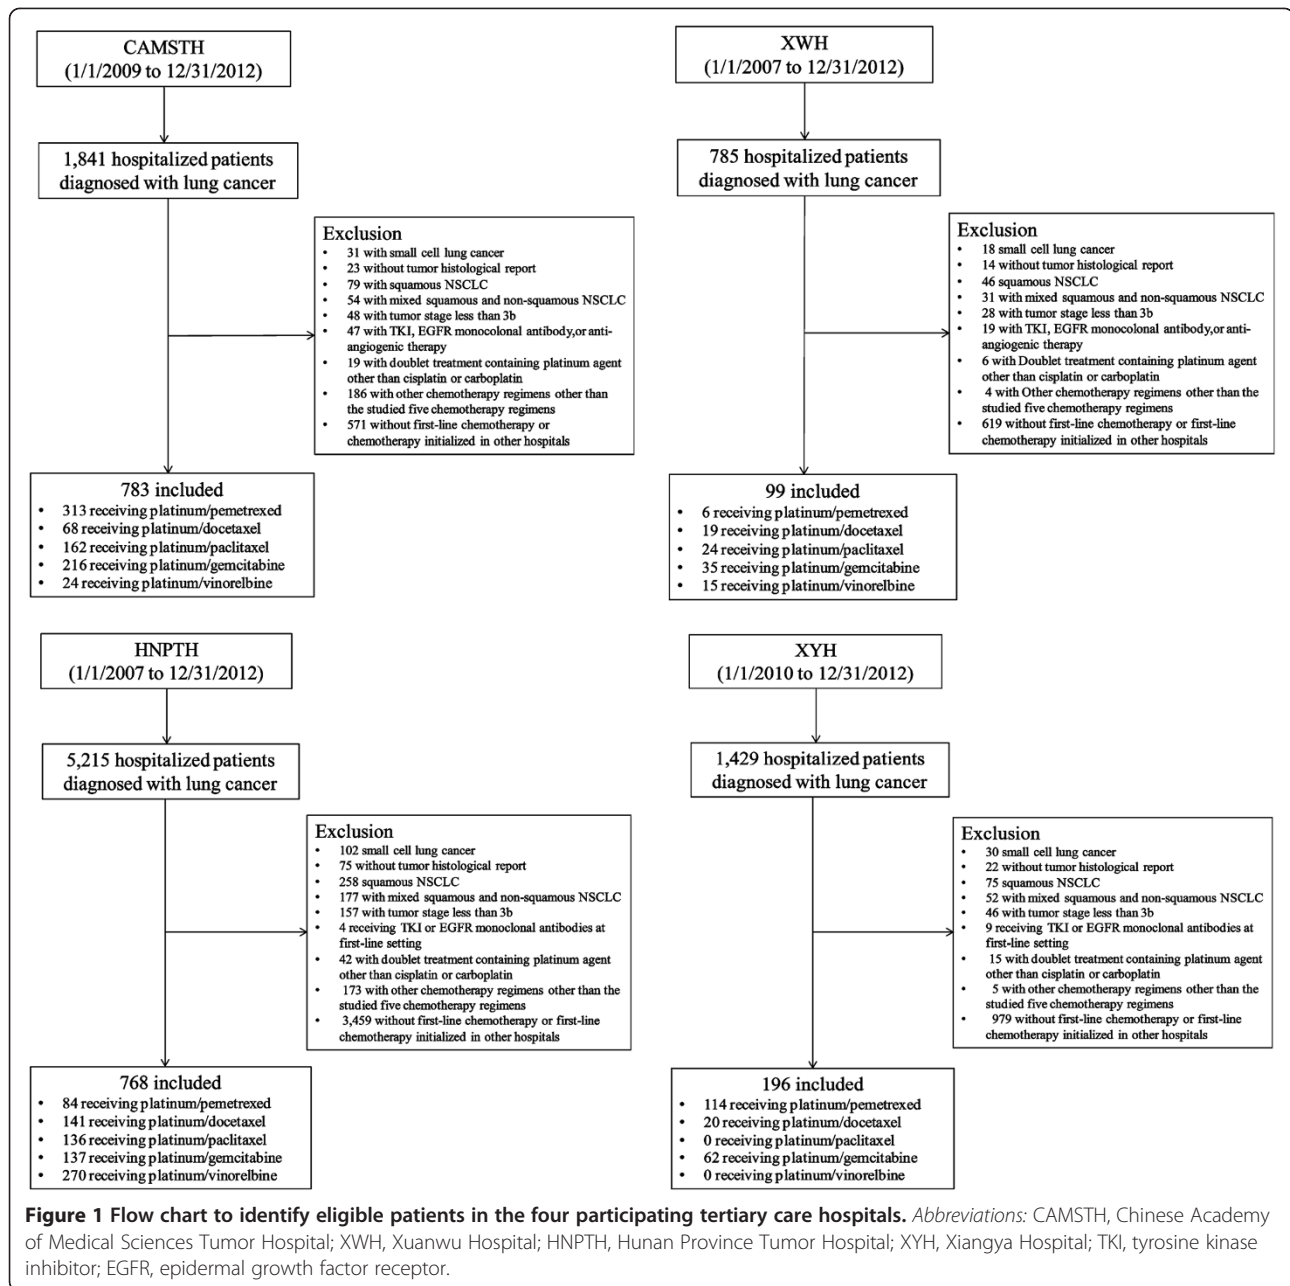 CAMSTH
(1/1/2009 to 12/31/2012)
1,841 hospitalized patients
diagnosed with lung cancer
Exclusion
• 31 with small cell lung cancer
• 23 without tumor histological report
• 79 with squamous NSCLC
• 54 with mixed squamous and non-squamous NSCLC
• 48 with tumor stage less than 3b
• 47 with TKI, EGFR monocolonal antibody,or anti-
angiogenic therapy
• 19 with doublet treatment containing platinum agent
other than cisplatin or carboplatin
• 186 with other chemotherapy regimens other than
the studied five chemotherapy regimens
• 571 without first-line chemotherapy or
chemotherapy initialized in other hospitals
783 included
• 313 receiving platinum/pemetrexed
• 68 receiving platinum/docetaxel
• 162 receiving platinum/paclitaxel
• 216 receiving platinum/gemcitabine
• 24 receiving platinum/vinorelbine
XWH
(1/1/2007 to 12/31/2012)
785 hospitalized patients
diagnosed with lung cancer
Exclusion
• 18 small cell lung cancer
• 14 without tumor histological report
• 46 squamous NSCLC
• 31 with mixed squamous and non-squamous NSCLC
• 28 with tumor stage less than 3b
• 19 with TKI, EGFR monocolonal antibody,or anti-
angiogenic therapy
• 6 with Doublet treatment containing platinum agent
other than cisplatin or carboplatin
• 4 with Other chemotherapy regimens other than the
studied five chemotherapy regimens
• 619 without first-line chemotherapy or first-line
chemotherapy initialized in other hospitals
99 included
• 6 receiving platinum/pemetrexed
• 19 receiving platinum/docetaxel
• 24 receiving platinum/paclitaxel
• 35 receiving platinum/gemcitabine
• 15 receiving platinum/vinorelbine
HNPTH
(1/1/2007 to 12/31/2012)
5,215 hospitalized patients
diagnosed with lung cancer
Exclusion
• 102 small cell lung cancer
• 75 without tumor histological report
• 258 squamous NSCLC
• 177 with mixed squamous and non-squamous NSCLC
• 157 with tumor stage less than 3b
• 4 receiving TKI or EGFR monoclonal antibodies at
first-line setting
• 42 with doublet treatment containing platinum agent
other than cisplatin or carboplatin
• 173 with other chemotherapy regimens other than the
studied five chemotherapy regimens
• 3,459 without first-line chemotherapy or first-line
chemotherapy initialized in other hospitals
768 included
• 84 receiving platinum/pemetrexed
• 141 receiving platinum/docetaxel
• 136 receiving platinum/paclitaxel
• 137 receiving platinum/gemcitabine
• 270 receiving platinum/vinorelbine
XYH
(1/1/2010 to 12/31/2012)
1,429 hospitalized patients
diagnosed with lung cancer
Exclusion
• 30 small cell lung cancer
• 22 without tumor histological report
• 75 squamous NSCLC
• 52 with mixed squamous and non-squamous NSCLC
• 46 with tumor stage less than 3b
• 9 receiving TKI or EGFR monoclonal antibodies at
first-line setting
• 15 with doublet treatment containing platinum agent
other than cisplatin or carboplatin
• 5 with other chemotherapy regimens other than the
studied five chemotherapy regimens
• 979 without first-line chemotherapy or first-line
chemotherapy initialized in other hospitals
196 included
• 114 receiving platinum/pemetrexed
• 20 receiving platinum/docetaxel
• 0 receiving platinum/paclitaxel
• 62 receiving platinum/gemcitabine
• 0 receiving platinum/vinorelbine
Figure 1 Flow chart to identify eligible patients in the four participating tertiary care hospitals. Abbreviations: CAMSTH, Chinese Academy
of Medical Sciences Tumor Hospital; XWH, Xuanwu Hospital; HNPTH, Hunan Province Tumor Hospital; XYH, Xiangya Hospital; TKI, tyrosine kinase
inhibitor; EGFR, epidermal growth factor receptor.